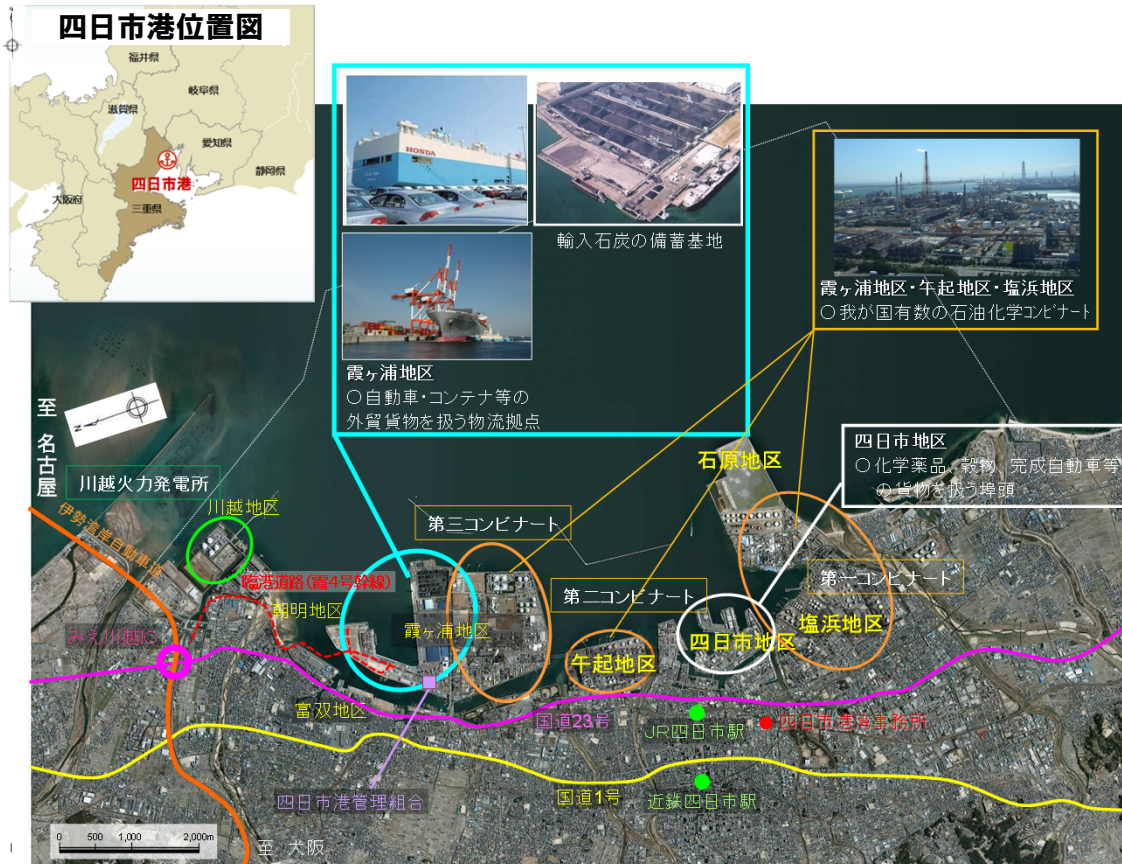 四日市港位置図
福井県
岐阜県
滋賀県
愛知県
静岡県
四日市港
大阪府
三重県
HONDA
輸入石炭の備蓄基地
霞ヶ浦地区
○自動車・コンテナ等の
外貿貨物を扱う物流拠点
霞ヶ浦地区・午起地区・塩浜地区
○我が国有数の石油化学コンビナート
四日市地区
○化学薬品、穀物、完成自動車等
の貨物を扱う埠頭
至 名古屋
N
川越火力発電所
川越地区
伊勢湾岸自動車道
臨港道路(霞4号幹線)
朝明地区
みえ川越IC
富双地区
第三コンビナート
霞ヶ浦地区
第二コンビナート
午起地区
石原地区
四日市地区
第一コンビナート
塩浜地区
国道23号
JR四日市駅
四日市港湾事務所
四日市港管理組合
国道1号
近鉄四日市駅
0 500 1,000 2,000m
至 大阪